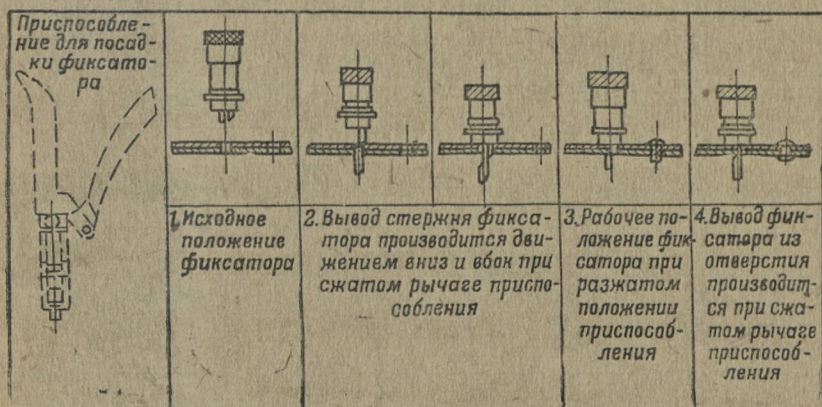 Приспособле-
ние для посад-
ки фиксато-
ра
1. Исходное
положение
фиксатора
2. Вывод стержня фикса-
тора производится дви-
жением вниз и вбок при
сжатом рычаге приспо-
собления
3. Рабочее по-
ложение фик-
сатора при
разжатом
положении
приспособ-
ления
4. Вывод фик-
сатора из
отверстия
производит-
ся при сжа-
том рычаге
приспособ-
ления